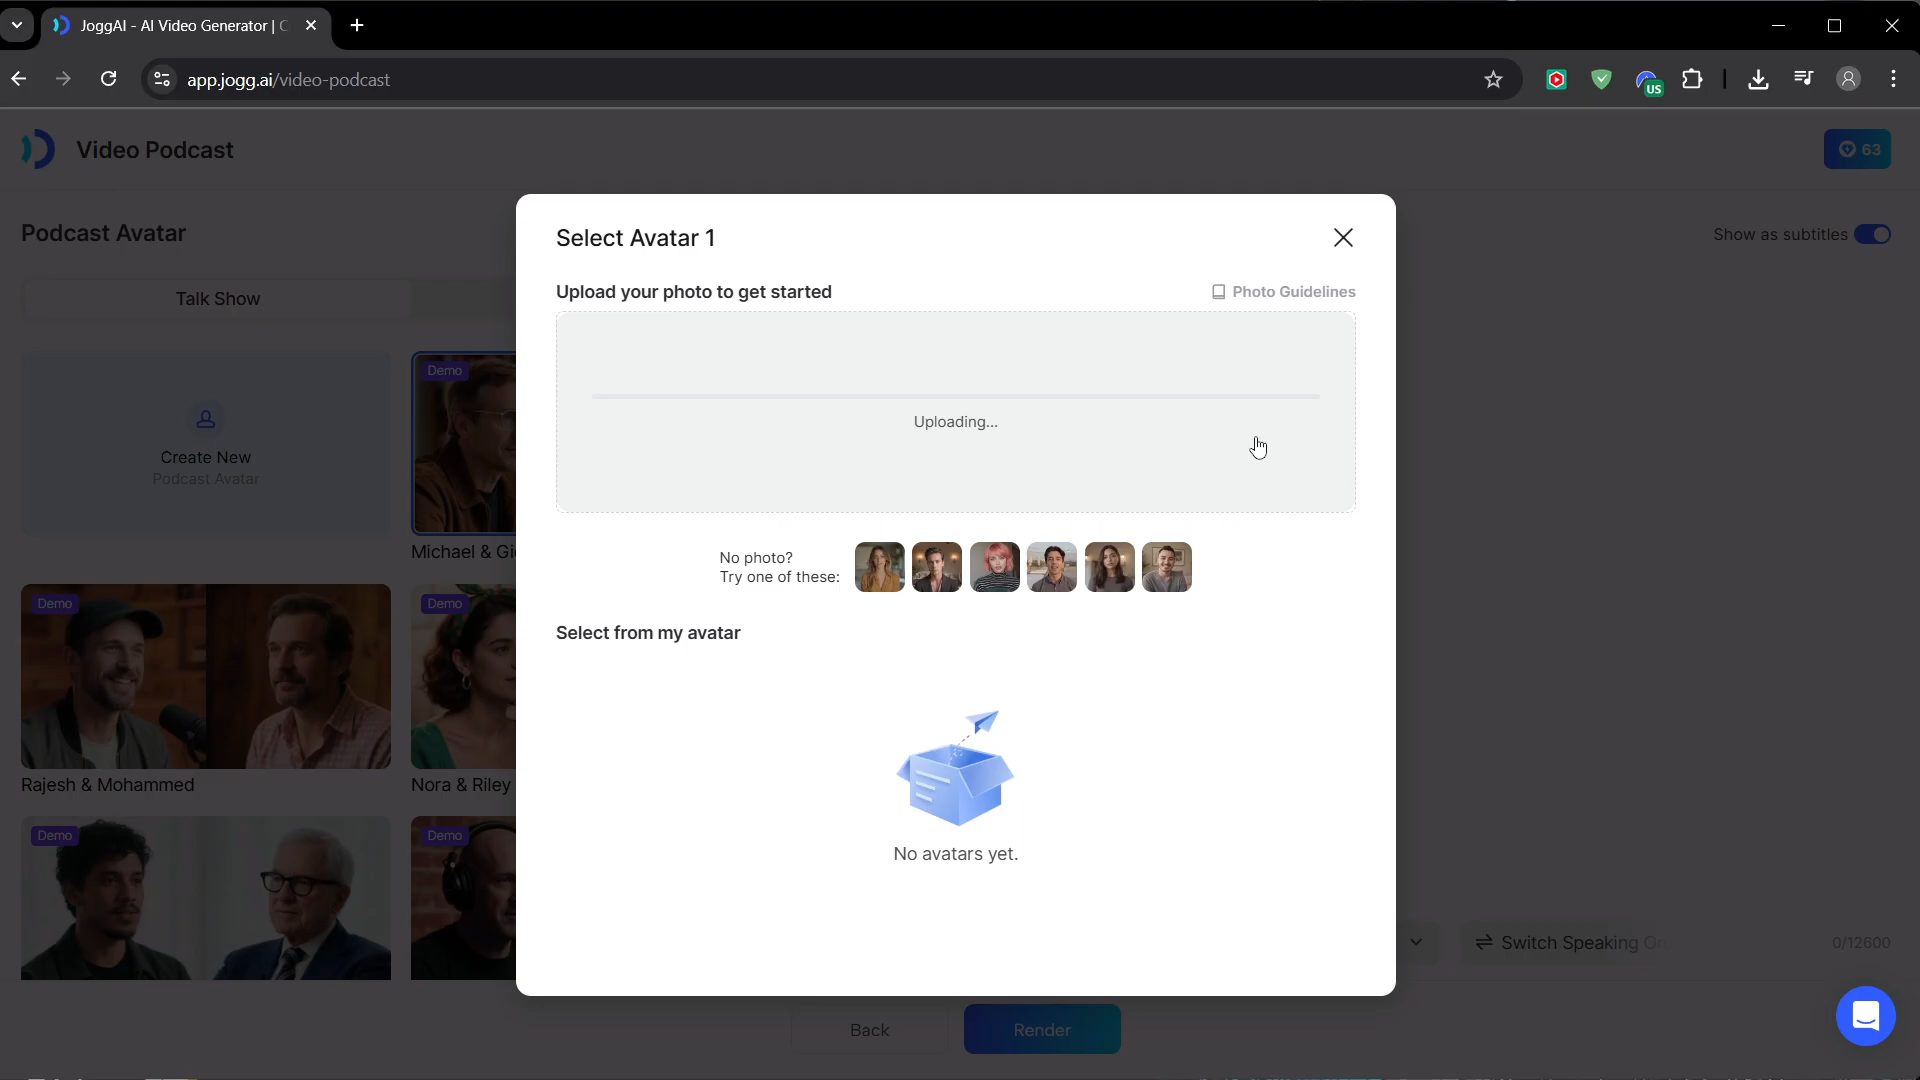 JoggAI - AI Video Generator | C
app.jogg.ai/video-podcast
US
Video Podcast
63
Podcast Avatar
Show as subtitles
Talk Show
Create New
Podcast Avatar
Demo
Michael & Gi
Demo
Rajesh & Mohammed
Demo
Nora & Riley
Demo
Demo
Select Avatar 1
Upload your photo to get started
Photo Guidelines
Uploading...
No photo?
Try one of these:
Select from my avatar
No avatars yet.
Switch Speaking Or
0/12600
Back
Render